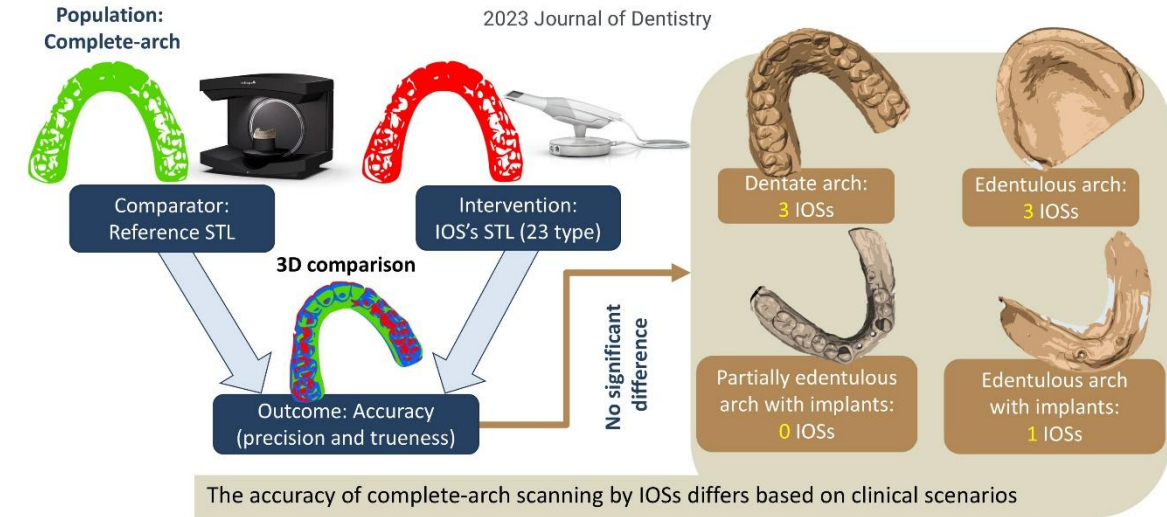 2023 Journal of Dentistry
Population:
Complete-arch
Comparator:
Reference STL
Intervention:
IOS's STL (23 type)
3D comparison
Outcome: Accuracy
(precision and trueness)
No significant
difference
Dentate arch:
3 IOSs
Edentulous arch:
3 IOSs
Partially edentulous
arch with implants:
0 IOSs
Edentulous arch
with implants:
1 IOSs
The accuracy of complete-arch scanning by IOSs differs based on clinical scenarios